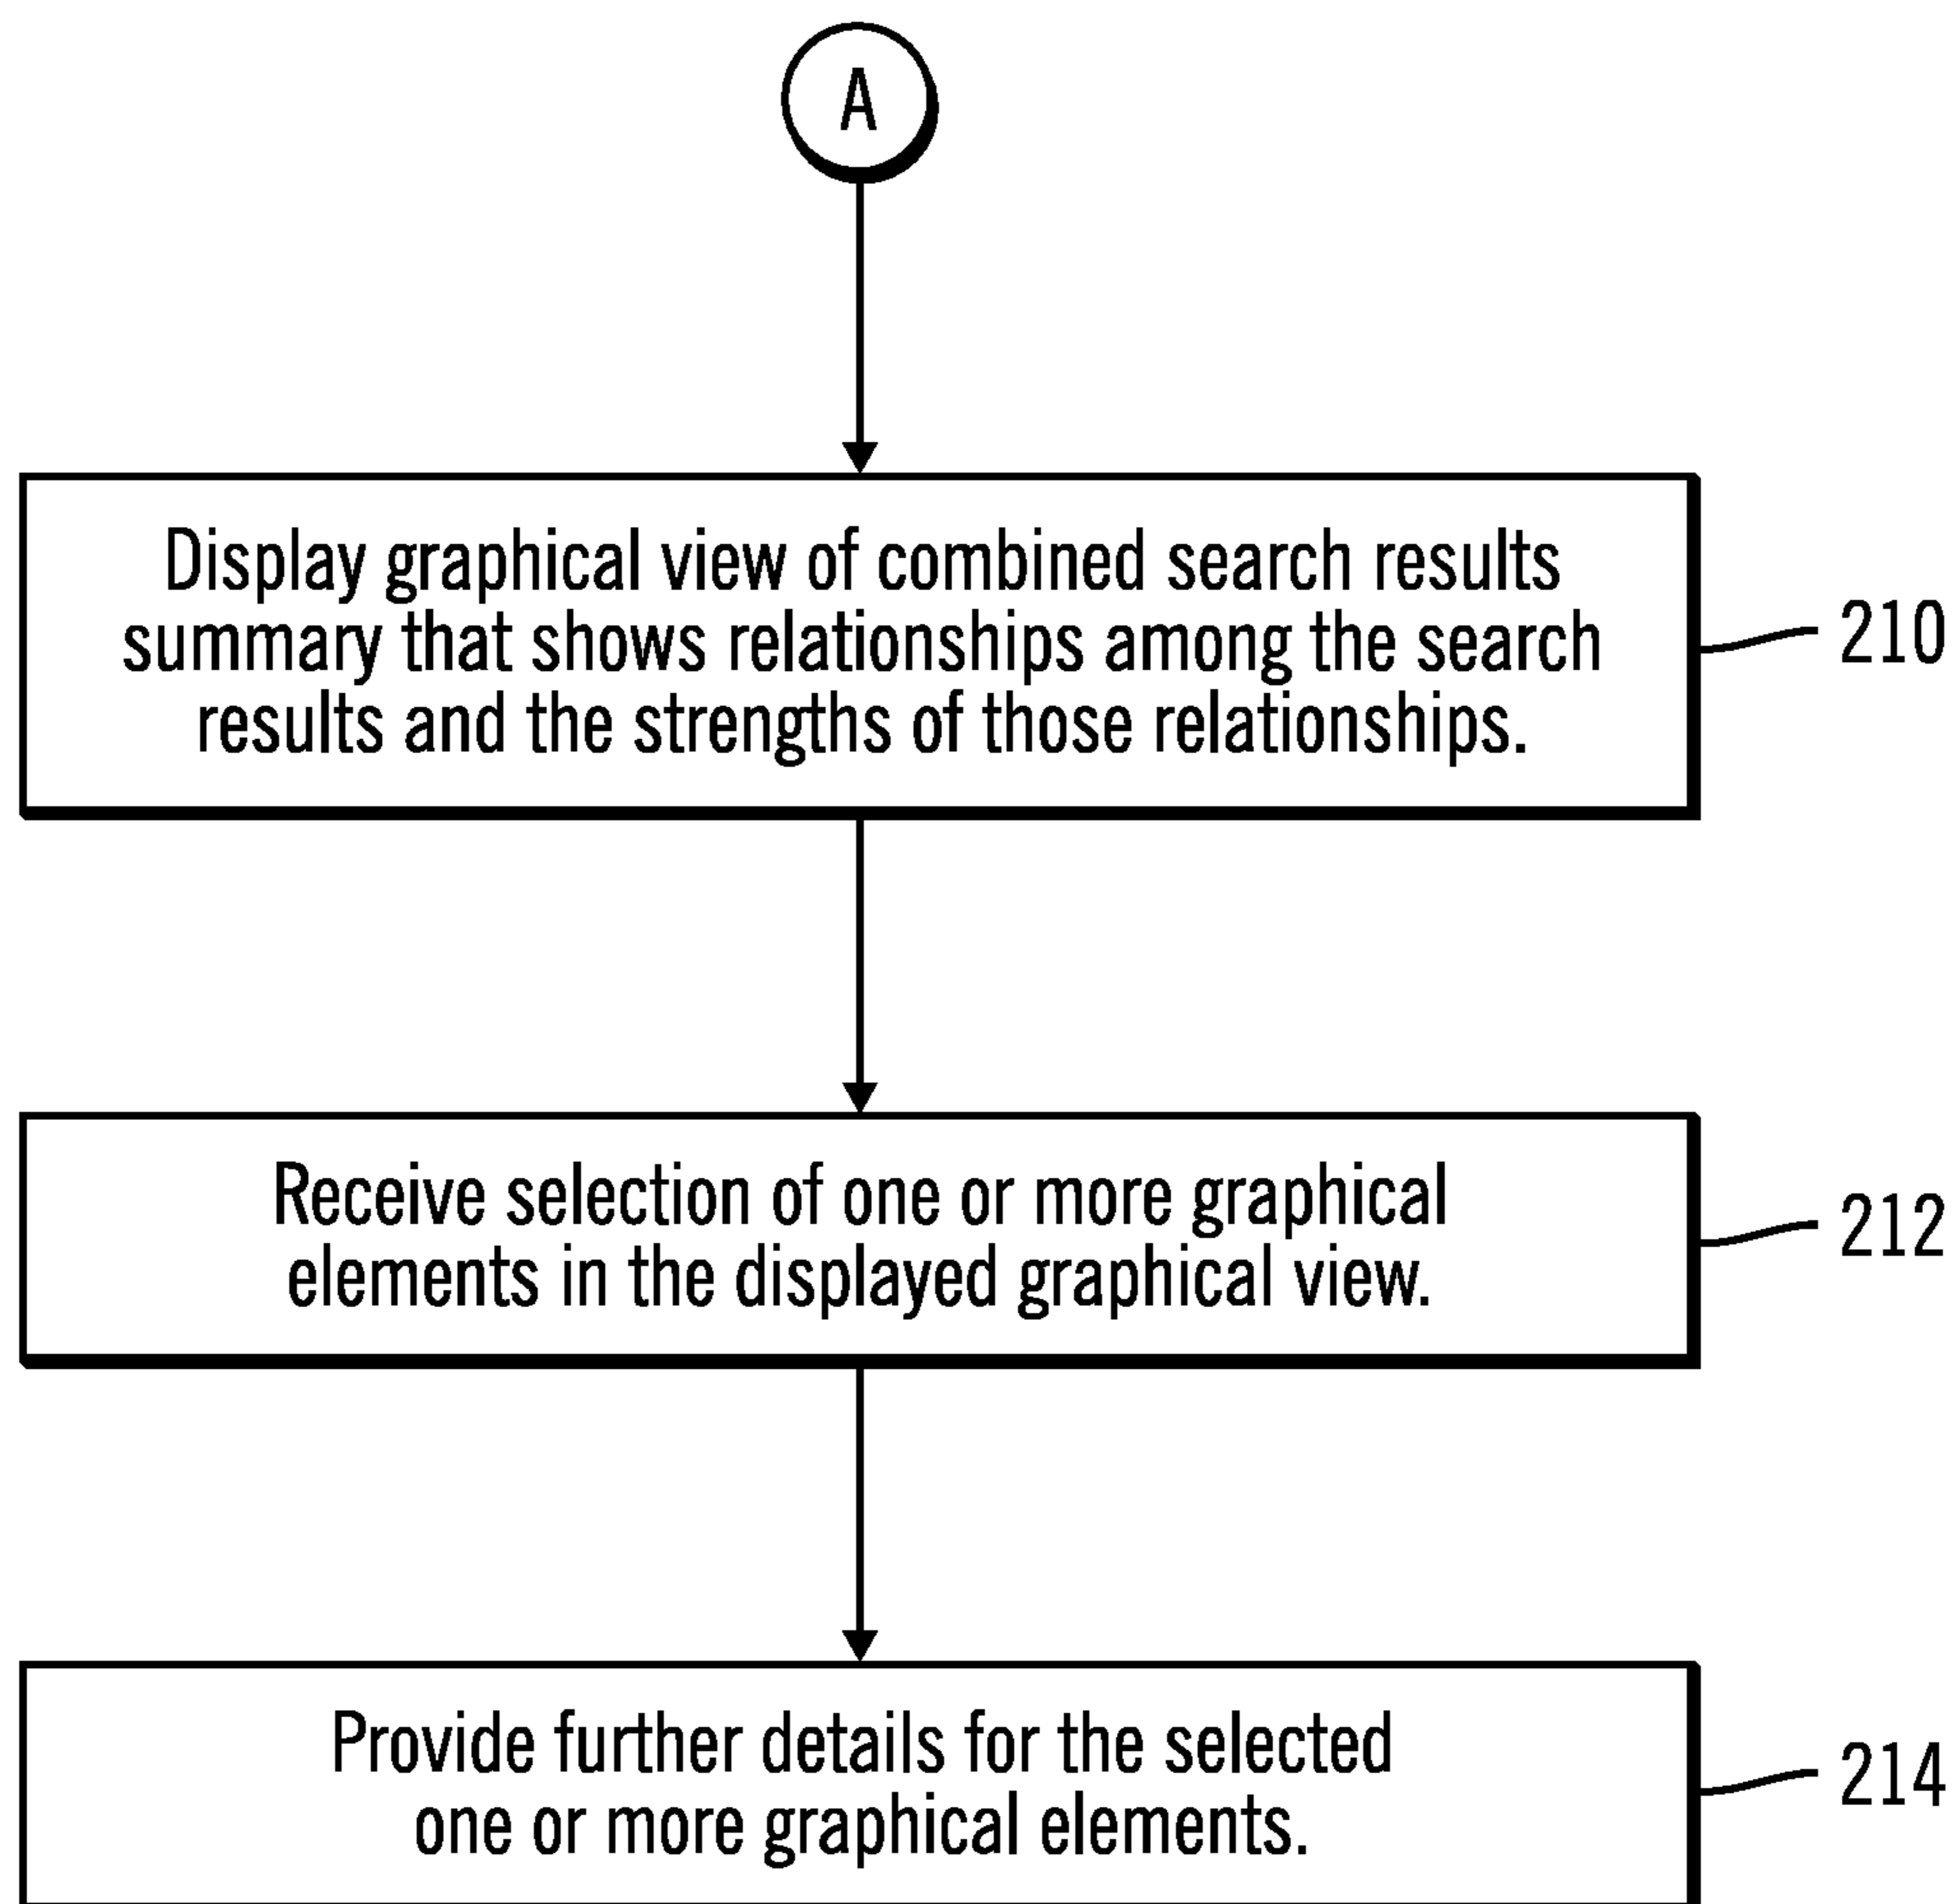 A
Display graphical view of combined search results
summary that shows relationships among the search
results and the strengths of those relationships.
210
Receive selection of one or more graphical
elements in the displayed graphical view.
212
Provide further details for the selected
one or more graphical elements.
214